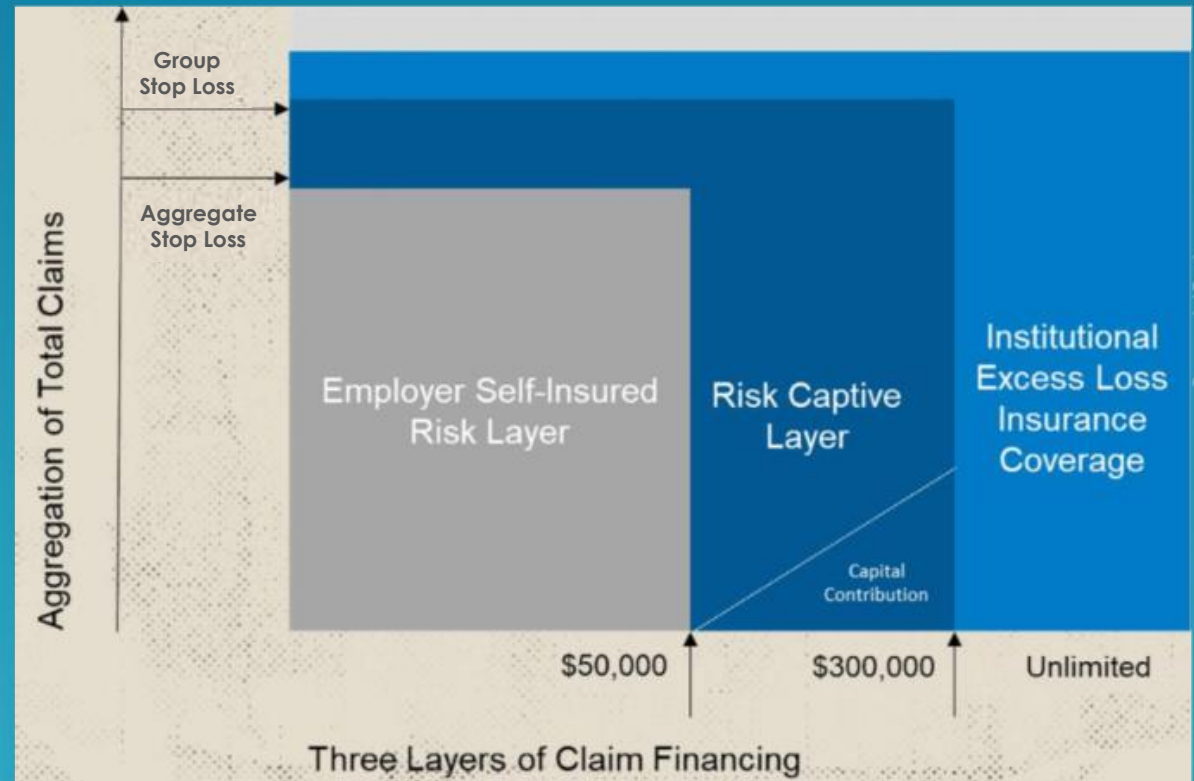 Group
Stop Loss
Aggregate
Stop Loss
Aggregation of Total Claims
Employer Self-Insured
Risk Layer
Risk Captive
Layer
Institutional
Excess Loss
Insurance
Coverage
Capital
Contribution
$50,000
$300,000
Unlimited
Three Layers of Claim Financing